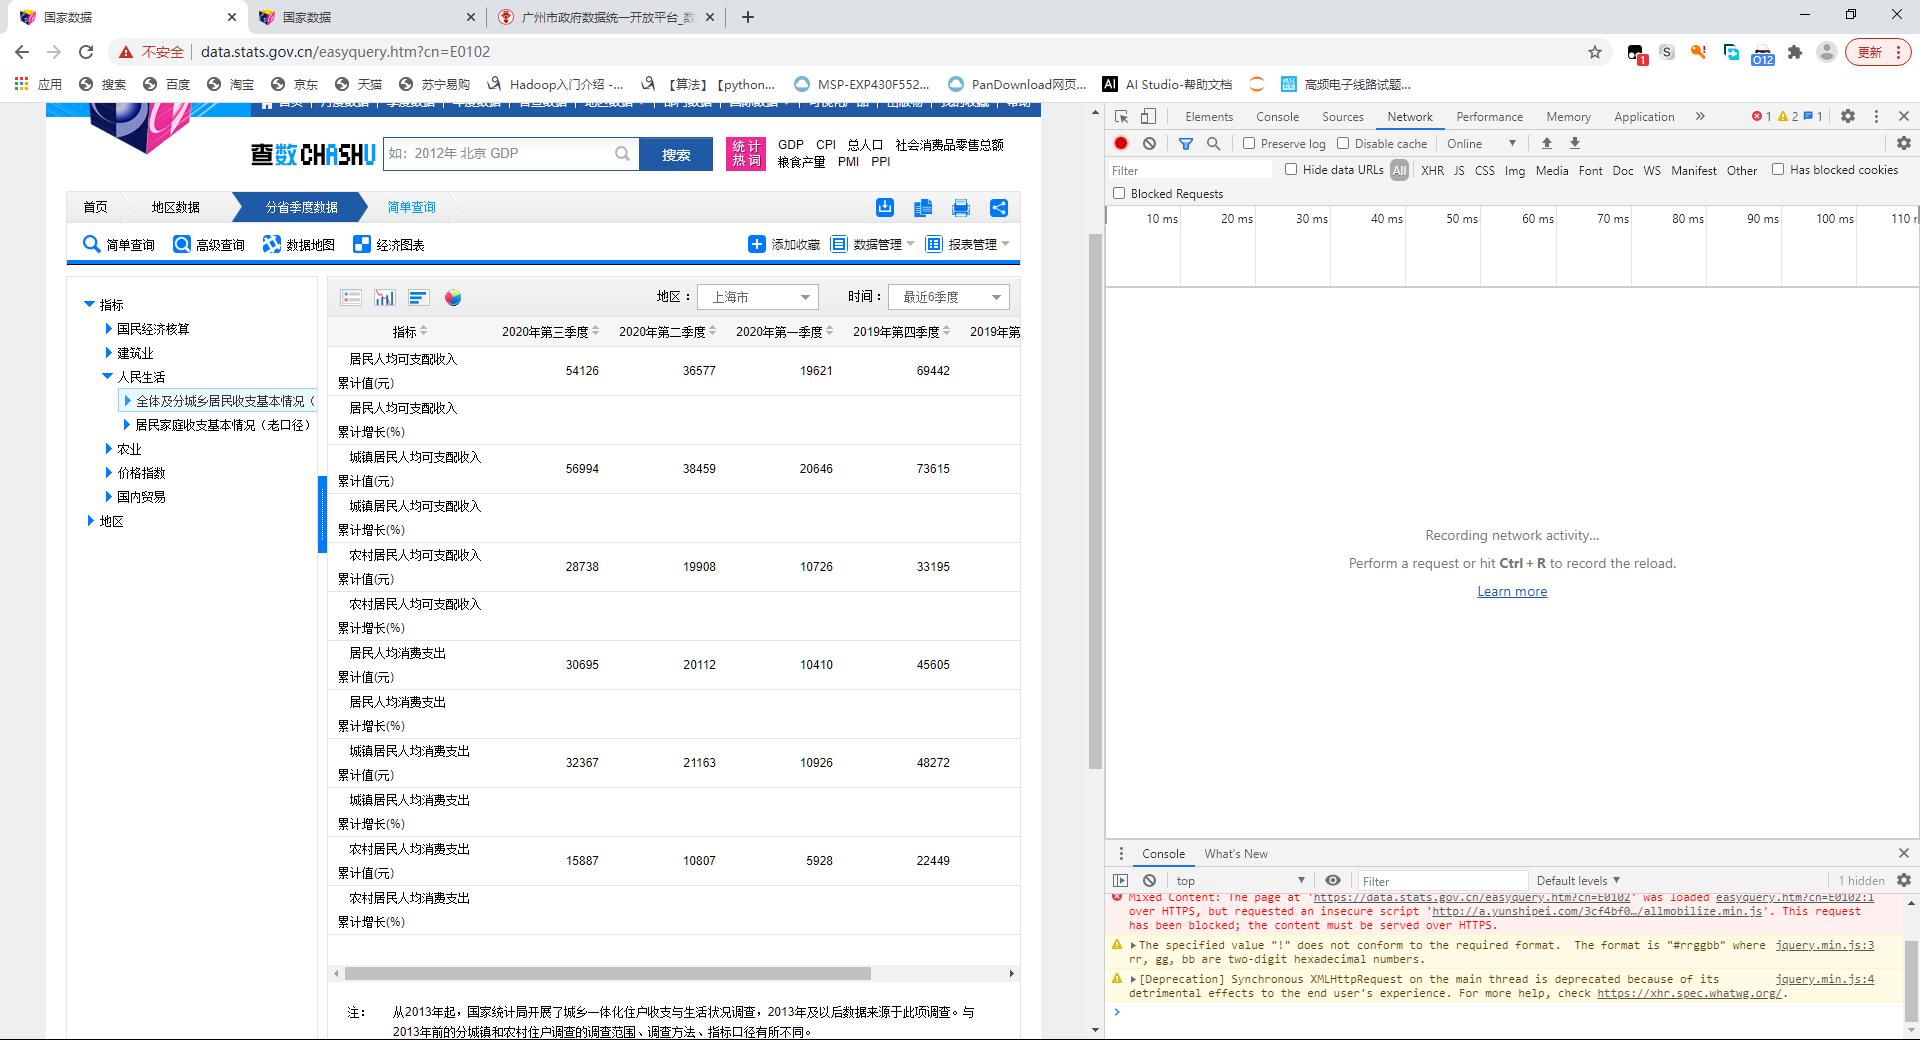 国家数据
国家数据
广州市政府数据统一开放平台_数
不安全
data.stats.gov.cn/easyquery.htm?cn=E0102
1
S
O12
更新
应用
搜索
百度
淘宝
京东
天猫
苏宁易购
Hadoop入门介绍 -...
【算法】【python...
MSP-EXP430F552...
PanDownload网页...
AI
AI Studio-帮助文档
高频电子线路试题...
查数 CHASHU
如：2012年 北京 GDP
搜索
统计
热词
GDP CPI 总人口 社会消费品零售总额
粮食产量 PMI PPI
首页
地区数据
分省季度数据
简单查询
简单查询
高级查询
数据地图
经济图表
添加收藏
数据管理
报表管理
指标
国民经济核算
建筑业
人民生活
全体及分城乡居民收支基本情况（
居民家庭收支基本情况（老口径）
农业
价格指数
国内贸易
地区
地区：
上海市
时间：
最近6季度
指标 2020年第三季度 2020年第二季度 2020年第一季度 2019年第四季度 2019年第
居民人均可支配收入
累计值(元) 54126 36577 19621 69442
居民人均可支配收入
累计增长(%)
城镇居民人均可支配收入
累计值(元) 56994 38459 20646 73615
城镇居民人均可支配收入
累计增长(%)
农村居民人均可支配收入
累计值(元) 28738 19908 10726 33195
农村居民人均可支配收入
累计增长(%)
居民人均消费支出
累计值(元) 30695 20112 10410 45605
居民人均消费支出
累计增长(%)
城镇居民人均消费支出
累计值(元) 32367 21163 10926 48272
城镇居民人均消费支出
累计增长(%)
农村居民人均消费支出
累计值(元) 15887 10807 5928 22449
农村居民人均消费支出
累计增长(%)
注： 从2013年起，国家统计局开展了城乡一体化住户收支与生活状况调查，2013年及以后数据来源于此项调查。与
2013年前的分城镇和农村住户调查的调查范围、调查方法、指标口径有所不同。
Elements Console Sources Network Performance Memory Application
1 2 1
Preserve log
Disable cache
Online
Filter
Hide data URLs
All XHR JS CSS Img Media Font Doc WS Manifest Other
Has blocked cookies
Blocked Requests
10 ms 20 ms 30 ms 40 ms 50 ms 60 ms 70 ms 80 ms 90 ms 100 ms 110
Recording network activity...
Perform a request or hit Ctrl + R to record the reload.
Learn more
Console What's New
top
Filter
Default levels
1 hidden
Mixed Content: The page at 'https://data.stats.gov.cn/easyquery.htm?cn=E0102' was loaded easyquery.htm?cn=E0102:1
over HTTPS, but requested an insecure script 'http://a.yunshipei.com/3cf4bf0…/allmobilize.min.js'. This request
has been blocked; the content must be served over HTTPS.
The specified value "!" does not conform to the required format. The format is "#rrggbb" where jquery.min.js:3
rr, gg, bb are two-digit hexadecimal numbers.
[Deprecation] Synchronous XMLHttpRequest on the main thread is deprecated because of its jquery.min.js:4
detrimental effects to the end user's experience. For more help, check https://xhr.spec.whatwg.org/.